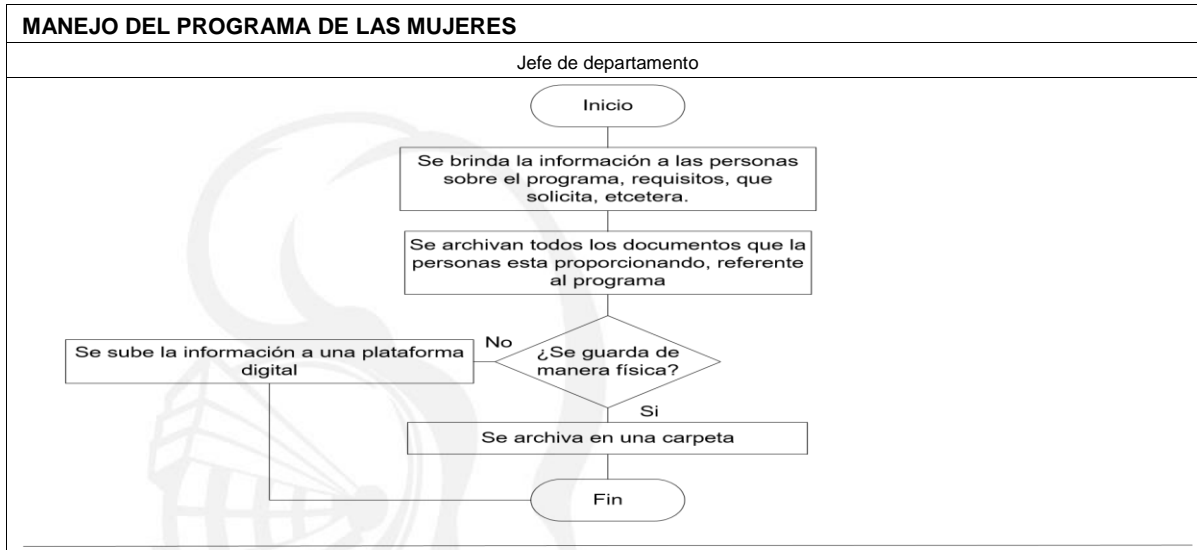 MANEJO DEL PROGRAMA DE LAS MUJERES
Jefe de departamento
Inicio
Se brinda la información a las personas
sobre el programa, requisitos, que
solicita, etcetera.
Se archivan todos los documentos que la
personas esta proporcionando, referente
al programa
¿Se guarda de
manera física?
No
Se sube la información a una plataforma
digital
Si
Se archiva en una carpeta
Fin